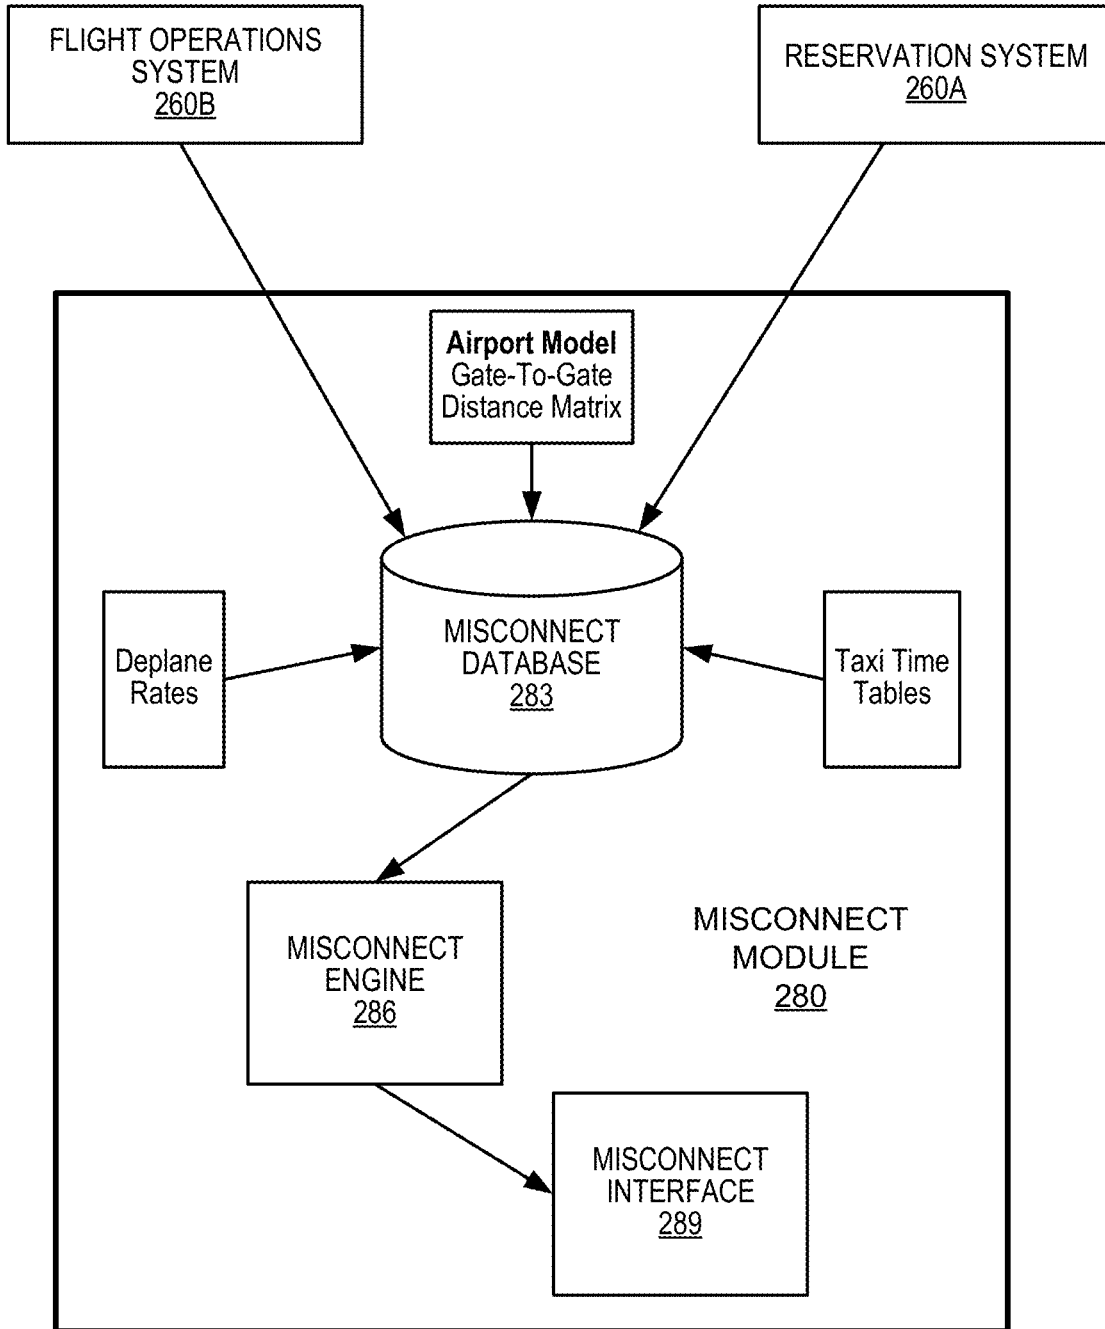 FLIGHT OPERATIONS
SYSTEM
260B
RESERVATION SYSTEM
260A
Airport Model
Gate-To-Gate
Distance Matrix
Deplane
Rates
MISCONNECT
DATABASE
283
Taxi Time
Tables
MISCONNECT
ENGINE
286
MISCONNECT
MODULE
280
MISCONNECT
INTERFACE
289